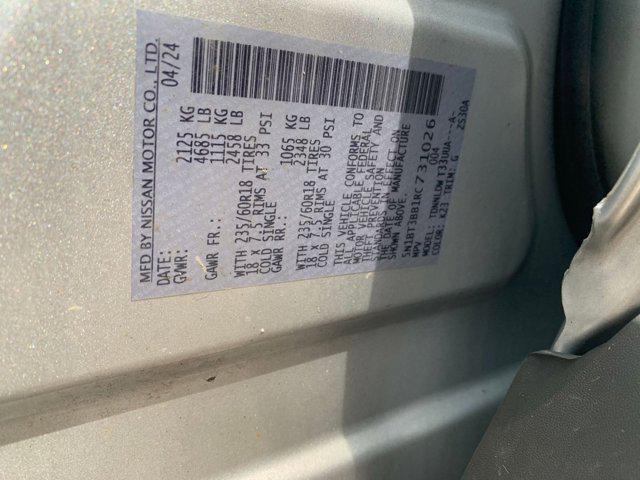 MFD BY NISSAN MOTOR CO., LTD.
DATE: 04/24
GVWR: 2125 KG
4685 LB
GAWR FR.: 1115 KG
2458 LB
WITH 235/60R18 TIRES
18 X 7.5 RIMS AT 33 PSI
COLD SINGLE
GAWR RR.: 1065 KG
2348 LB
WITH 235/60R18 TIRES
18 X 7.5 RIMS AT 30 PSI
COLD SINGLE
THIS VEHICLE CONFORMS TO
ALL APPLICABLE FEDERAL
MOTOR VEHICLE SAFETY AND
THEFT PREVENTION
STANDARDS IN EFFECT ON
THE DATE OF MANUFACTURE
SHOWN ABOVE.
5N1BT3BB1RC731026
MPV
MODEL: T33UUA----A-
COLOR: K23 TRIM: G ZS30A